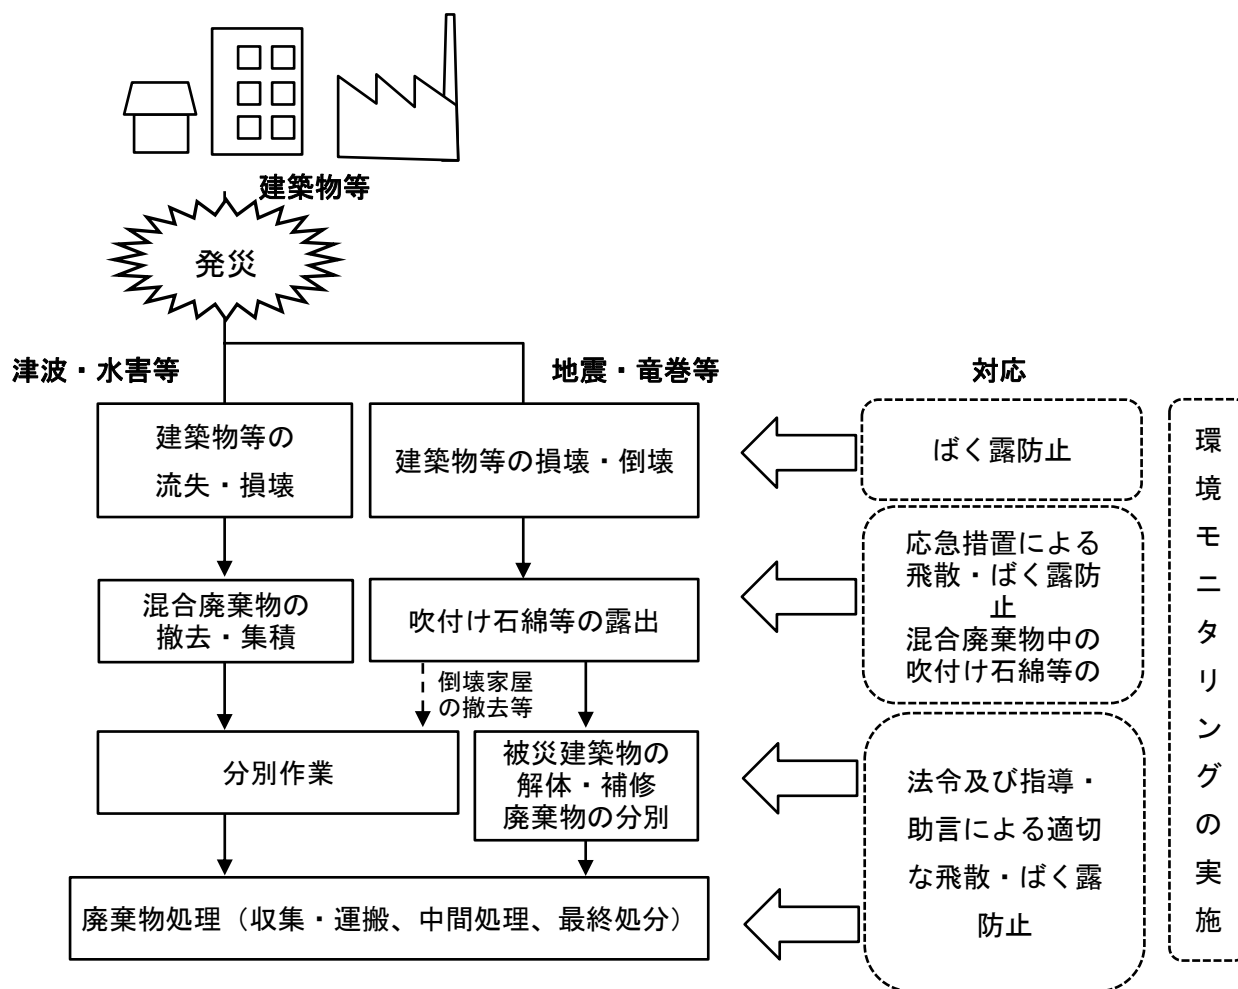 建築物等
発災
津波・水害等
地震・竜巻等
対応
建築物等の
流失・損壊
建築物等の損壊・倒壊
ばく露防止
混合廃棄物の
撤去・集積
吹付け石綿等の露出
応急措置による
飛散・ばく露防
止
混合廃棄物中の
吹付け石綿等の
倒壊家屋
の撤去等
分別作業
被災建築物の
解体・補修
廃棄物の分別
法令及び指導・
助言による適切
な飛散・ばく露
防止
廃棄物処理（収集・運搬、中間処理、最終処分）
環境モニタリングの実施